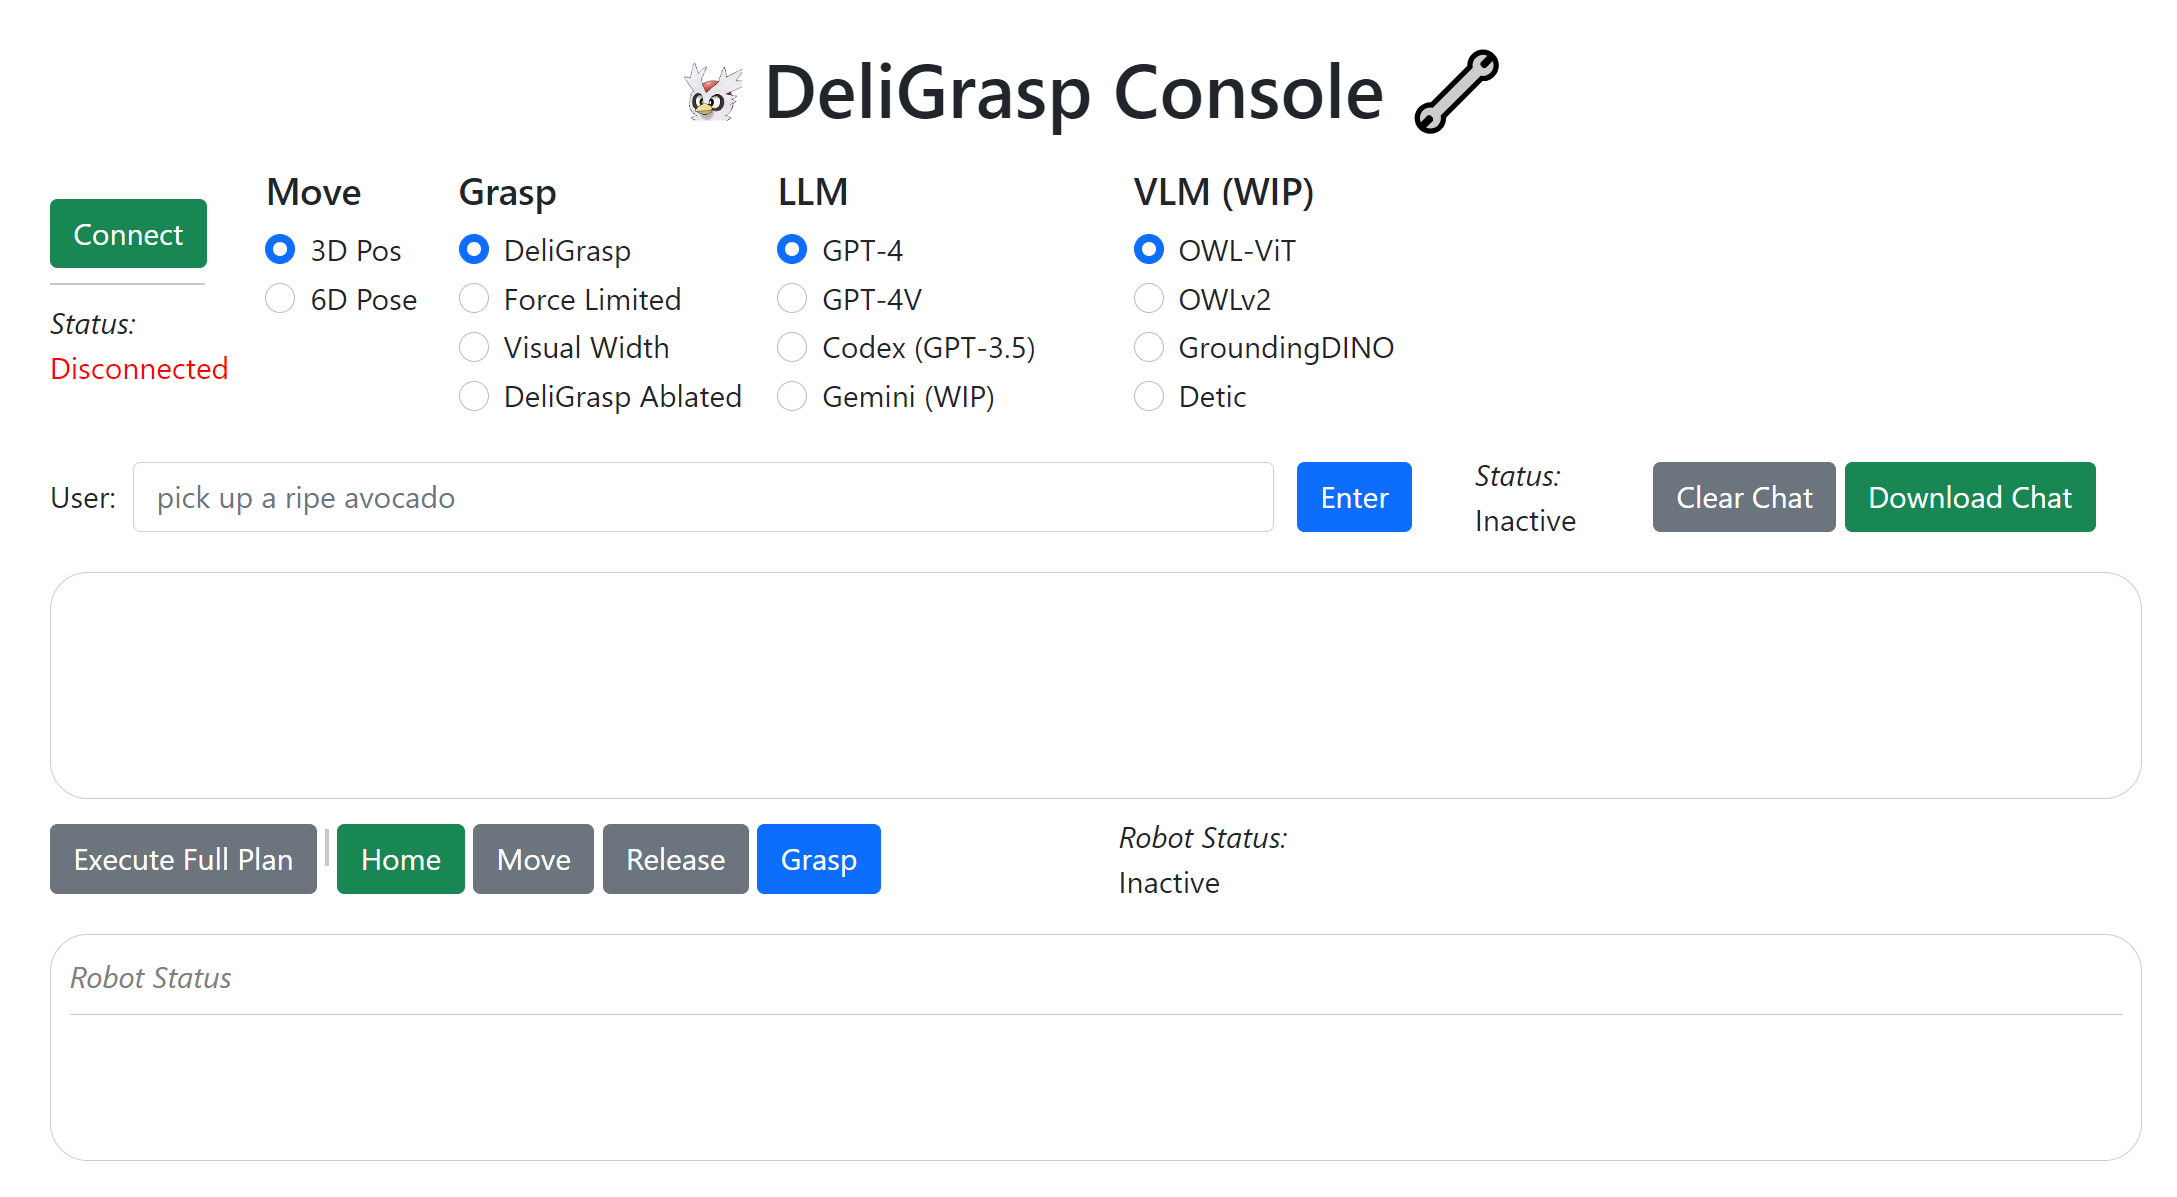 DeliGrasp Console
Connect
Status:
Disconnected
Move
3D Pos
6D Pose
Grasp
DeliGrasp
Force Limited
Visual Width
DeliGrasp Ablated
LLM
GPT-4
GPT-4V
Codex (GPT-3.5)
Gemini (WIP)
VLM (WIP)
OWL-ViT
OWLv2
GroundingDINO
Detic
User:
pick up a ripe avocado
Enter
Status:
Inactive
Clear Chat
Download Chat
Execute Full Plan
Home
Move
Release
Grasp
Robot Status:
Inactive
Robot Status